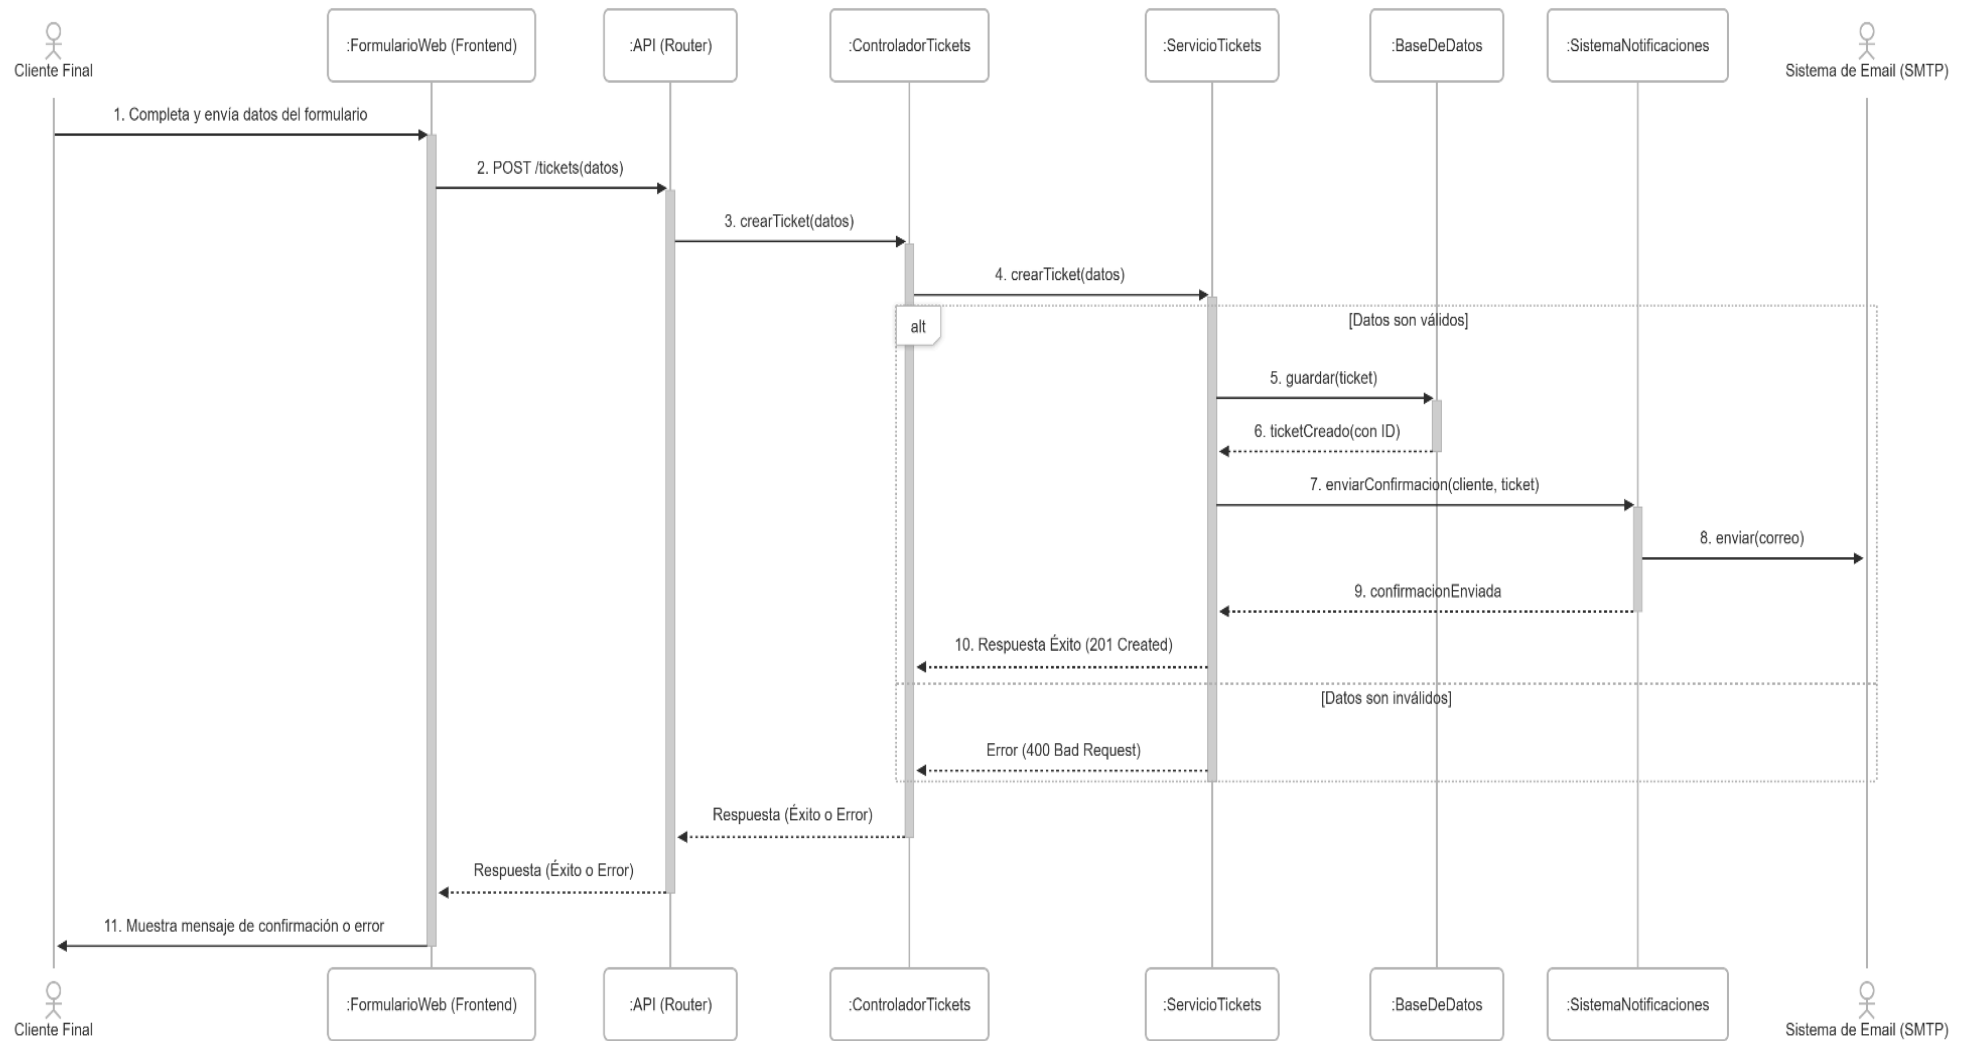 Cliente Final
:FormularioWeb (Frontend)
:API (Router)
:ControladorTickets
:ServicioTickets
:BaseDeDatos
:SistemaNotificaciones
Sistema de Email (SMTP)
1. Completa y envía datos del formulario
2. POST /tickets(datos)
3. crearTicket(datos)
4. crearTicket(datos)
alt
[Datos son válidos]
5. guardar(ticket)
6. ticketCreado(con ID)
7. enviarConfirmacion(cliente, ticket)
8. enviar(correo)
9. confirmacionEnviada
10. Respuesta Éxito (201 Created)
[Datos son inválidos]
Error (400 Bad Request)
Respuesta (Éxito o Error)
Respuesta (Éxito o Error)
11. Muestra mensaje de confirmación o error
Cliente Final
:FormularioWeb (Frontend)
:API (Router)
:ControladorTickets
:ServicioTickets
:BaseDeDatos
:SistemaNotificaciones
Sistema de Email (SMTP)